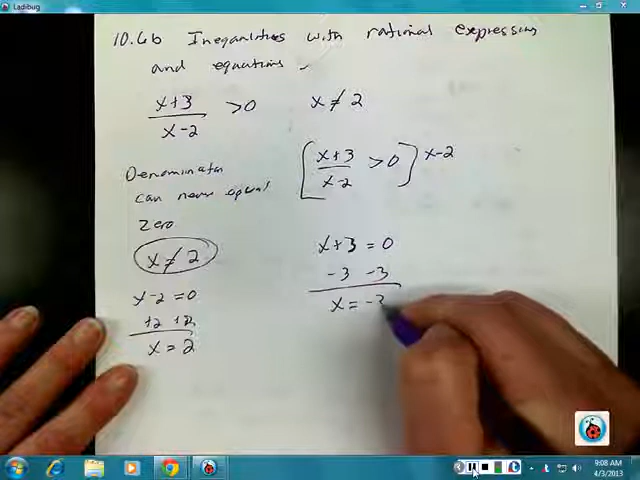 Ladibug
10.6b Inequalities with rational expressions
and equations
x+3
x-2
>0
x≠2
[x+3
x-2
>0] x-2
Denominator
can never equal
zero
x≠2
x-2=0
+2 +2
x=2
x+3=0
-3 -3
x=-3
9:08 AM
4/3/2013